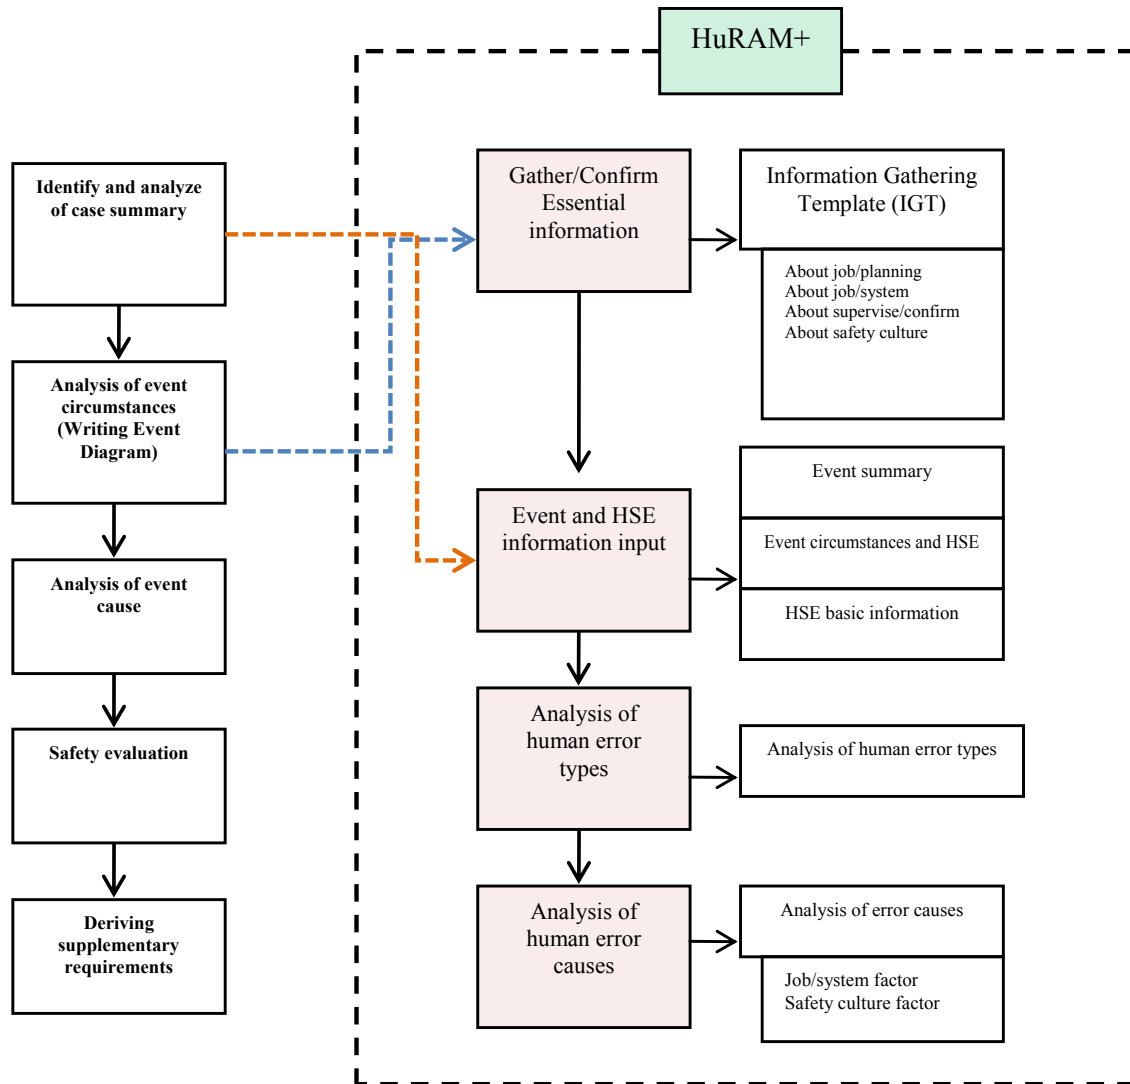 HuRAM+
Identify and analyze
of case summary
Analysis of event
circumstances
(Writing Event
Diagram)
Analysis of event
cause
Safety evaluation
Deriving
supplementary
requirements
Gather/Confirm
Essential
information
Information Gathering
Template (IGT)
About job/planning
About job/system
About supervise/confirm
About safety culture
Event and HSE
information input
Event summary
Event circumstances and HSE
HSE basic information
Analysis of
human error
types
Analysis of human error types
Analysis of
human error
causes
Analysis of error causes
Job/system factor
Safety culture factor